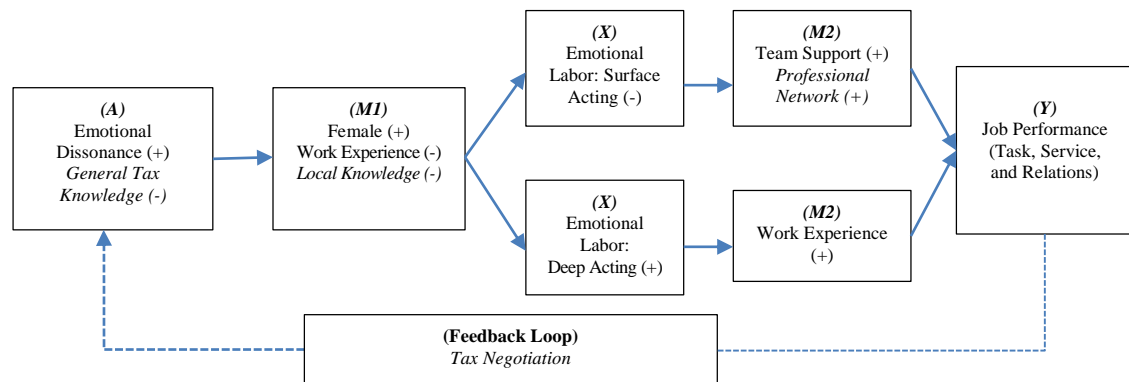 (A)
Emotional
Dissonance (+)
General Tax
Knowledge (-)
(M1)
Female (+)
Work Experience (-)
Local Knowledge (-)
(X)
Emotional
Labor: Surface
Acting (-)
(M2)
Team Support (+)
Professional
Network (+)
(X)
Emotional
Labor:
Deep Acting (+)
(M2)
Work Experience
(+)
(Y)
Job Performance
(Task, Service,
and Relations)
(Feedback Loop)
Tax Negotiation